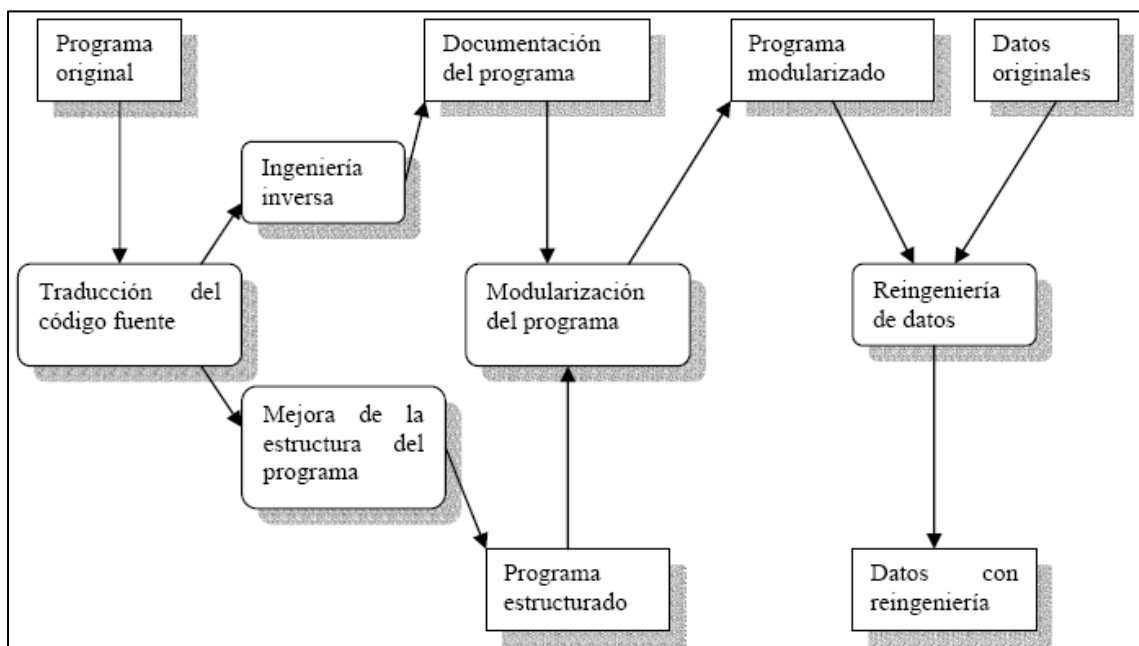 Programa
original
Documentación
del programa
Programa
modularizado
Datos
originales
Ingeniería
inversa
Traducción del
código fuente
Modularización
del programa
Reingeniería
de datos
Mejora de la
estructura del
programa
Programa
estructurado
Datos con
reingeniería